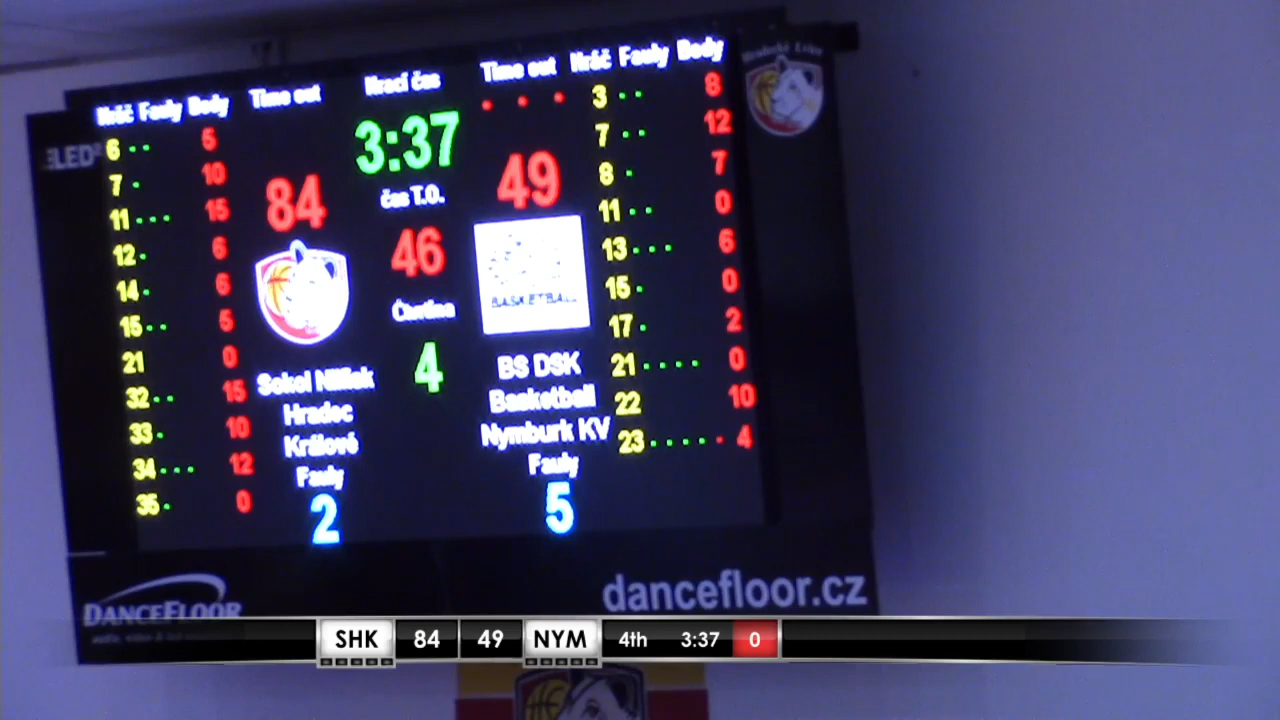 Hráč Fauly Body
Time out
Hrací čas
Time out
Hráč Fauly Body
LED
6 ·· 5
7 · 10
11 ··· 15
12 · 6
14 · 6
15 ·· 5
21 0
32 ·· 15
33 · 10
34 ··· 12
35 · 0
84
Sokol Nilfisk
Hradec
Králové
Fauly
2
3:37
čas T.O.
46
Čtvrtina
4
• • •
49
BASKETBALL
BS DSK
Basketball
Nymburk KV
Fauly
5
3 ·· 8
7 ·· 12
8 · 7
11 ·· 0
13 ··· 6
15 · 0
17 · 2
21 ···· 0
22 10
23 ····· 4
DANCEFLOOR
dancefloor.cz
SHK 84 49 NYM 4th 3:37 0